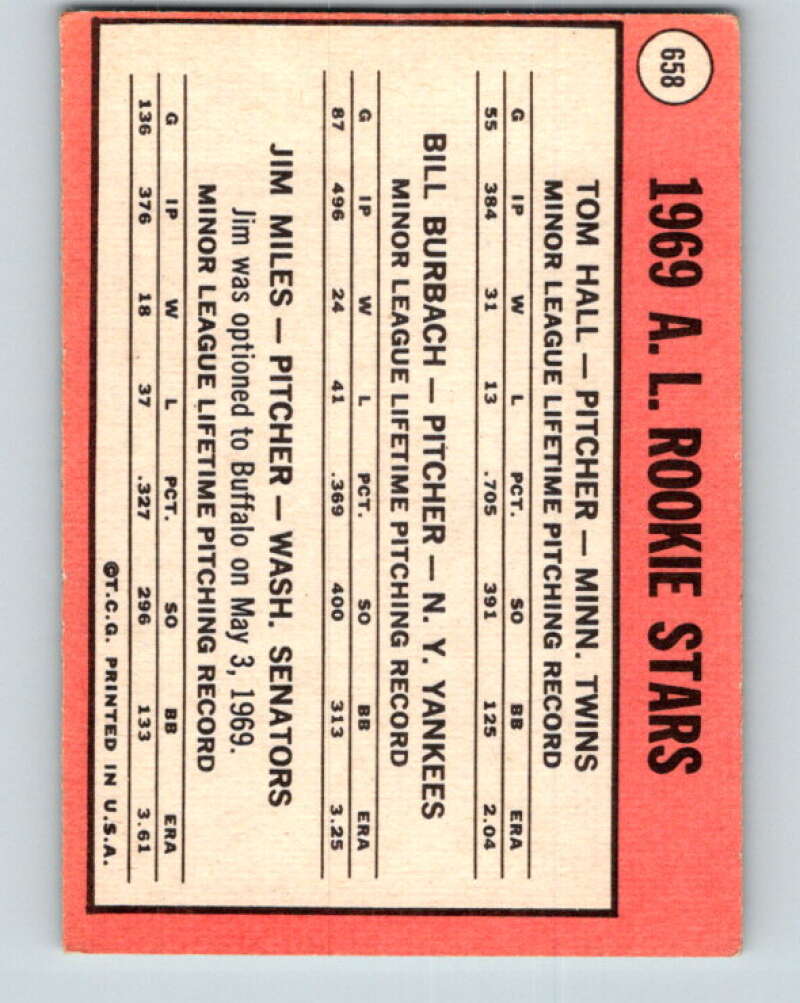 658
1969 A. L. ROOKIE STARS
TOM HALL — PITCHER — MINN. TWINS
MINOR LEAGUE LIFETIME PITCHING RECORD
G IP W L PCT. SO BB ERA
55 384 31 13 .705 391 125 2.04
BILL BURBACH — PITCHER — N. Y. YANKEES
MINOR LEAGUE LIFETIME PITCHING RECORD
G IP W L PCT. SO BB ERA
87 496 24 41 .369 400 313 3.25
JIM MILES — PITCHER — WASH. SENATORS
Jim was optioned to Buffalo on May 3, 1969.
MINOR LEAGUE LIFETIME PITCHING RECORD
G IP W L PCT. SO BB ERA
136 376 18 37 .327 296 133 3.61
©T.C.G. PRINTED IN U.S.A.